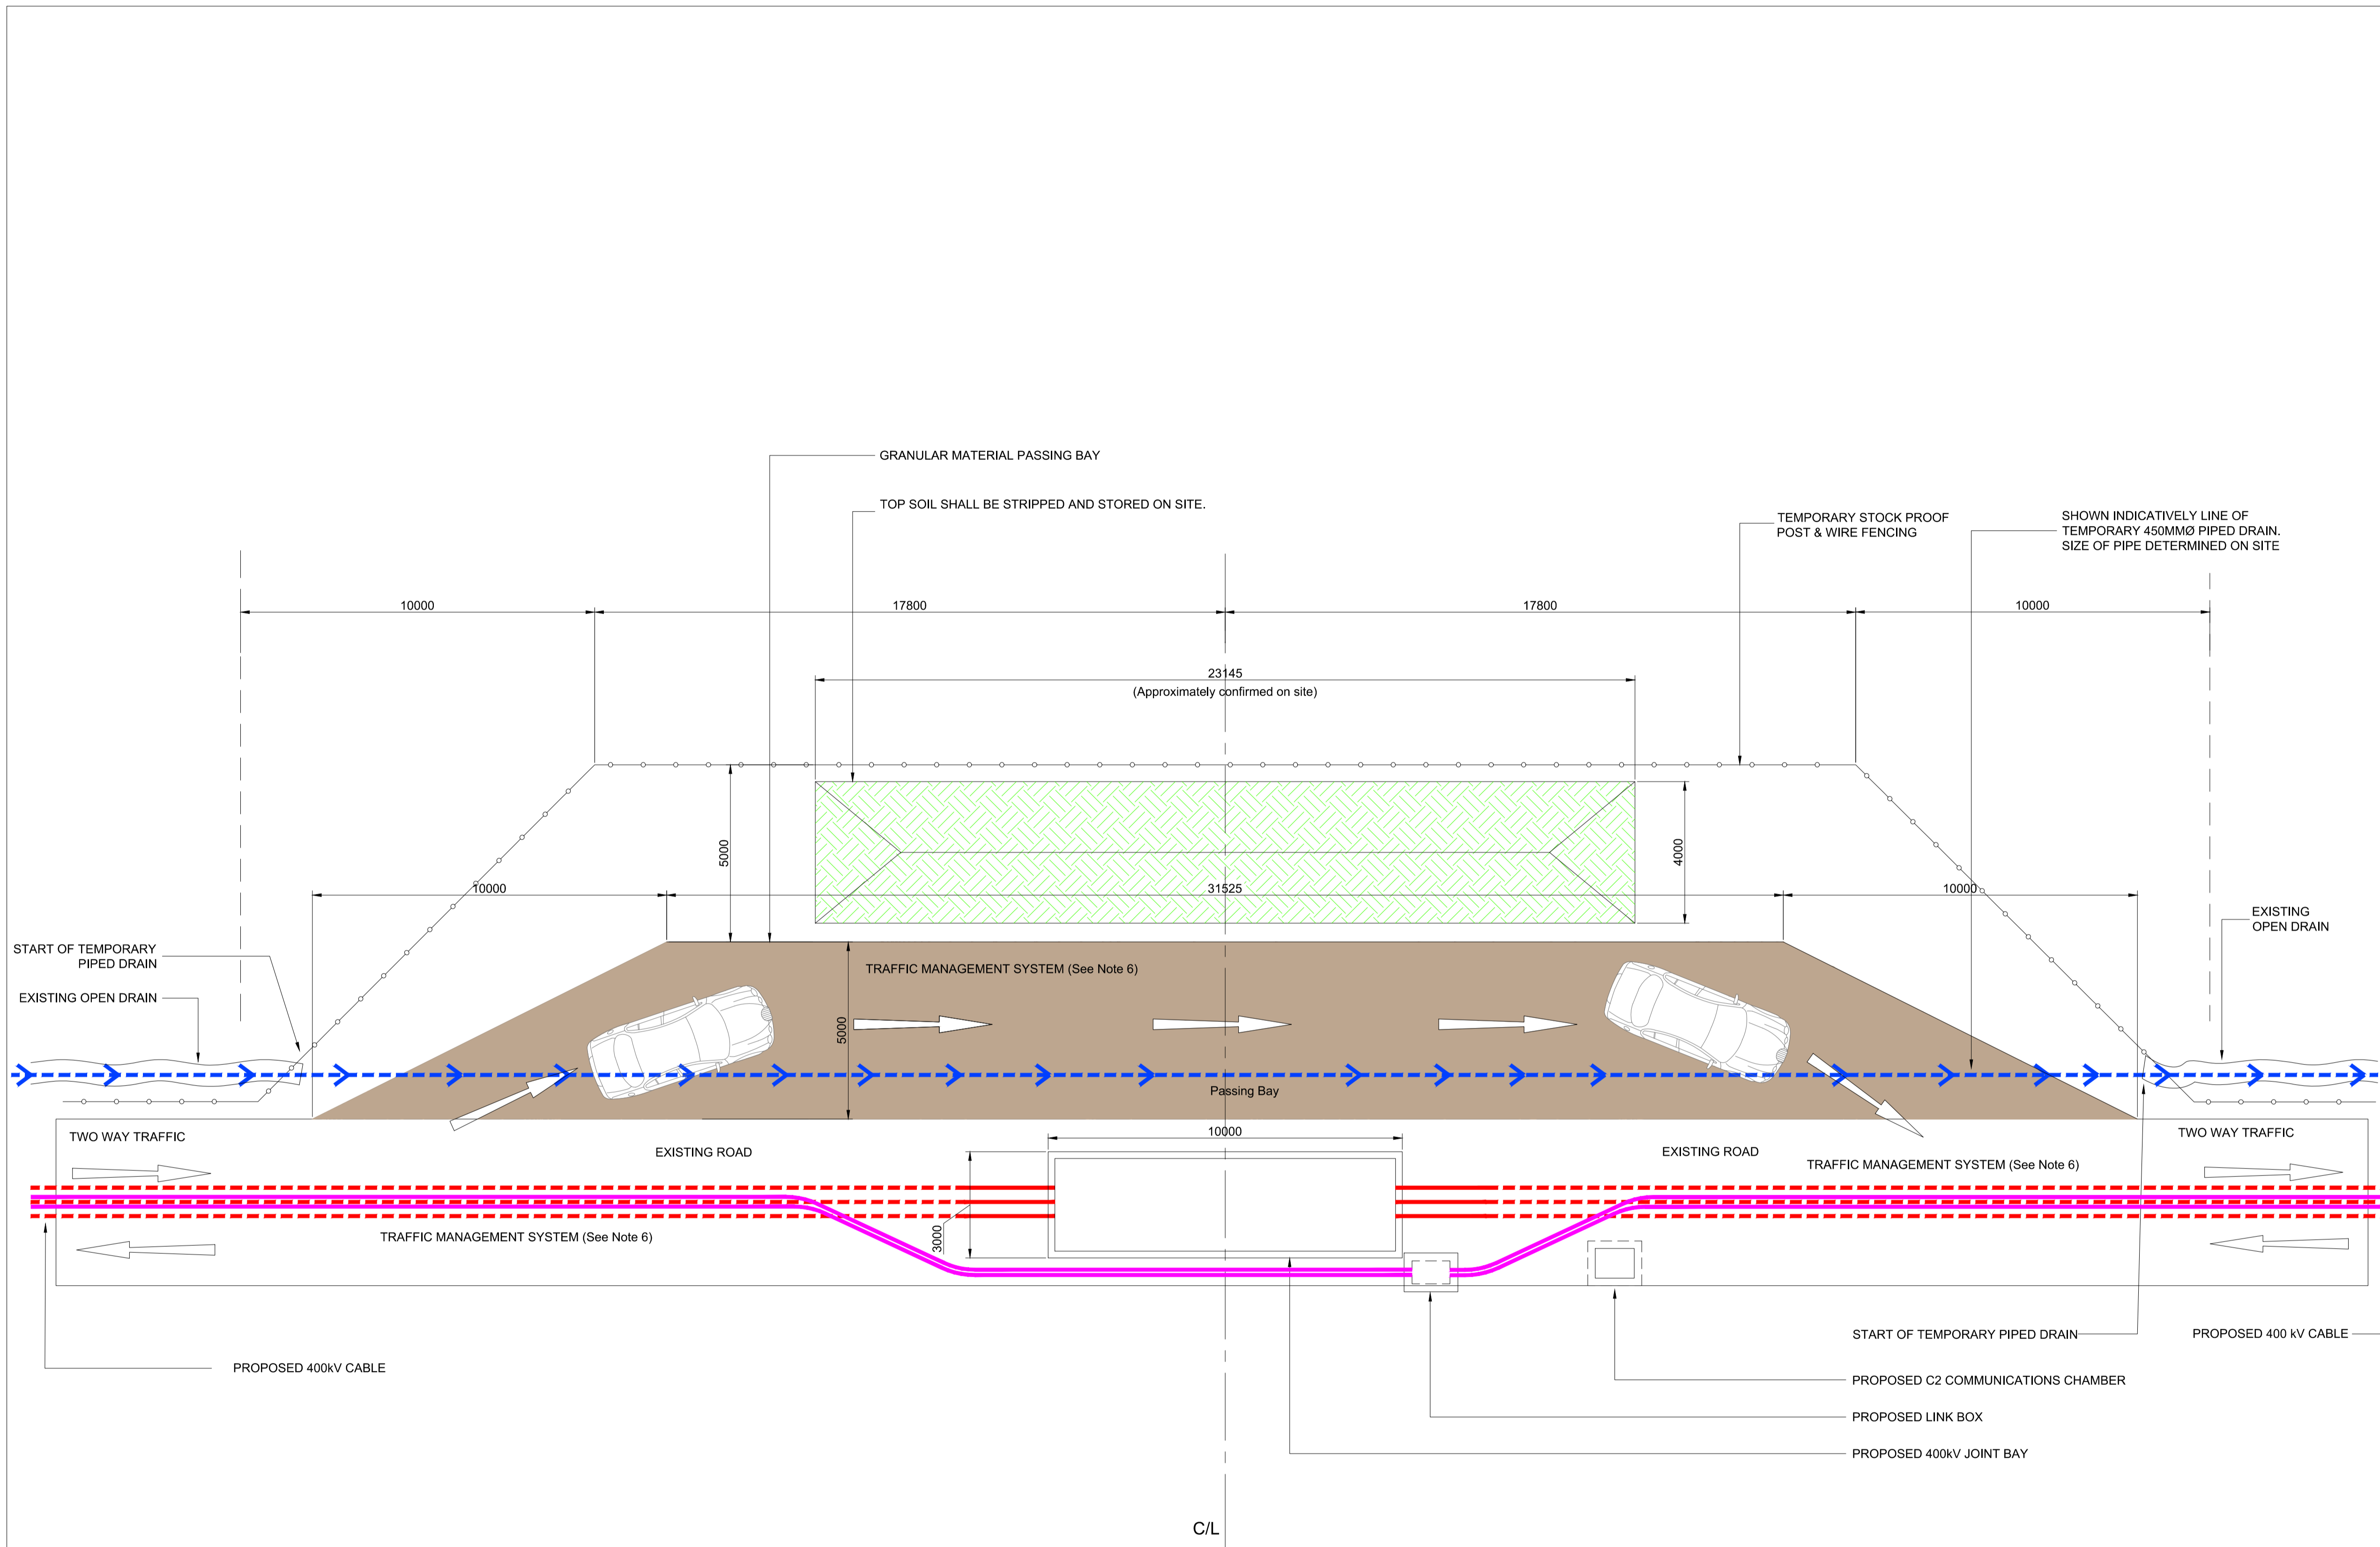 GRANULAR MATERIAL PASSING BAY
TOP SOIL SHALL BE STRIPPED AND STORED ON SITE.
TEMPORARY STOCK PROOF
POST & WIRE FENCING
SHOWN INDICATIVELY LINE OF
TEMPORARY 450MMØ PIPED DRAIN.
SIZE OF PIPE DETERMINED ON SITE
10000
17800
17800
10000
23145
(Approximately confirmed on site)
5000
4000
10000
31525
10000
EXISTING
OPEN DRAIN
START OF TEMPORARY
PIPED DRAIN
EXISTING OPEN DRAIN
TRAFFIC MANAGEMENT SYSTEM (See Note 6)
5000
Passing Bay
TWO WAY TRAFFIC
EXISTING ROAD
10000
EXISTING ROAD
TWO WAY TRAFFIC
TRAFFIC MANAGEMENT SYSTEM (See Note 6)
3000
TRAFFIC MANAGEMENT SYSTEM (See Note 6)
START OF TEMPORARY PIPED DRAIN
PROPOSED 400 kV CABLE
PROPOSED 400kV CABLE
PROPOSED C2 COMMUNICATIONS CHAMBER
PROPOSED LINK BOX
PROPOSED 400kV JOINT BAY
C/L